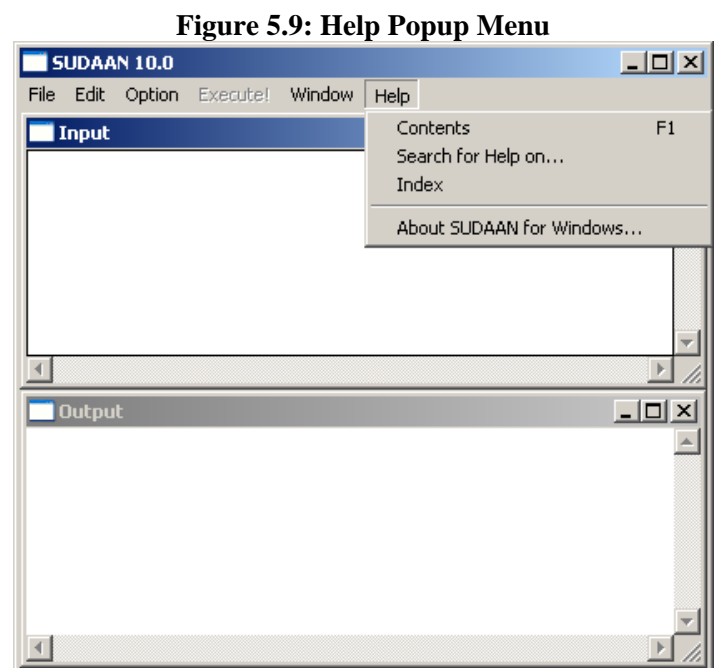 Figure 5.9: Help Popup Menu
SUDAAN 10.0
File Edit Option Execute! Window Help
Input
Contents F1
Search for Help on...
Index
About SUDAAN for Windows...
Output